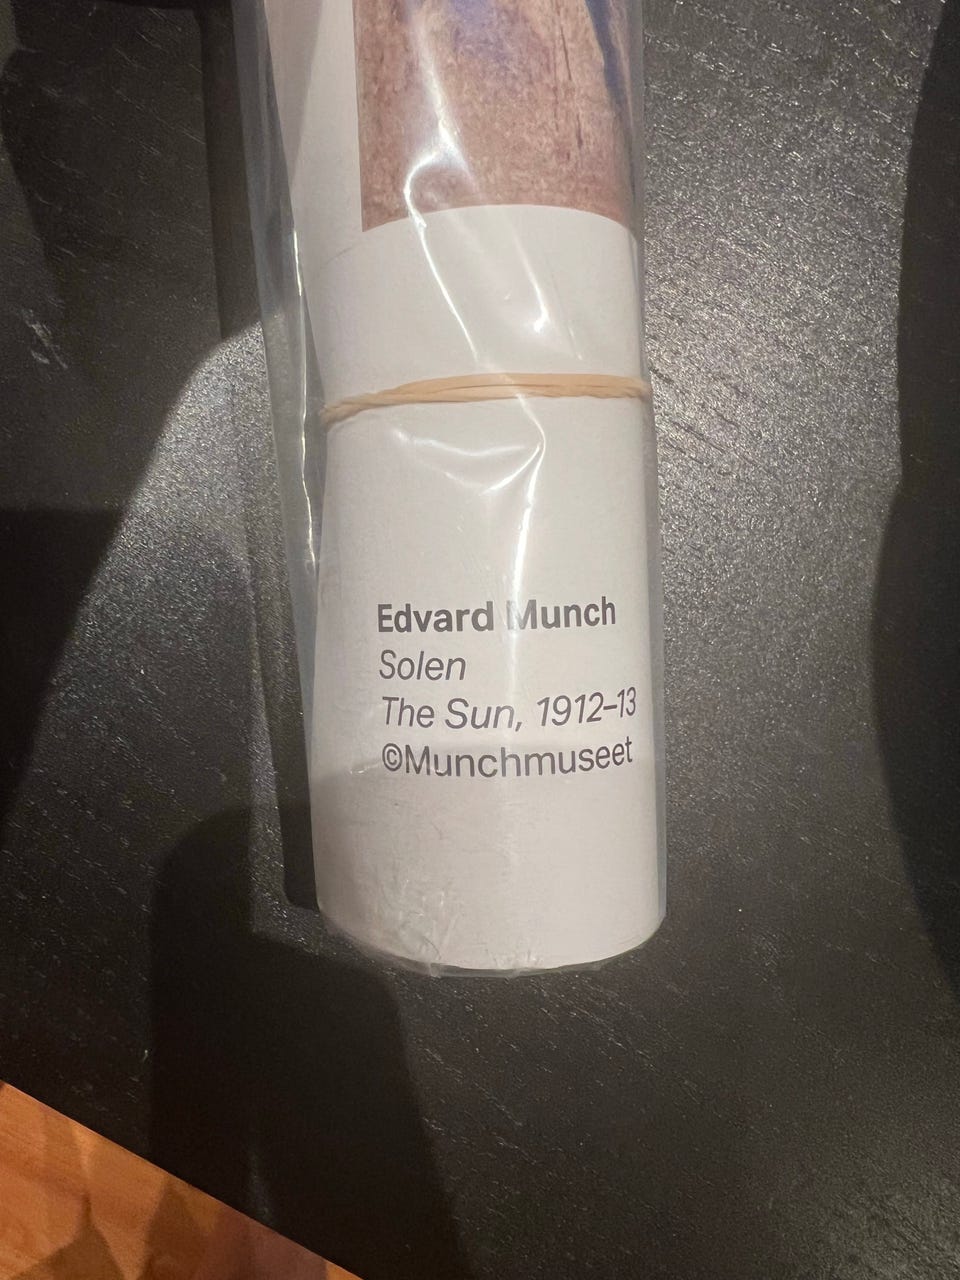 Edvard Munch
Solen
The Sun, 1912–13
©Munchmuseet